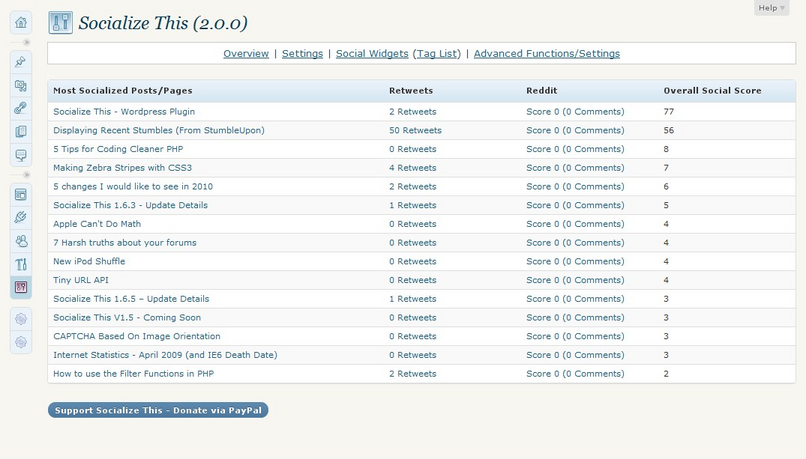 Help
Socialize This (2.0.0)
Overview | Settings | Social Widgets (Tag List) | Advanced Functions/Settings
Most Socialized Posts/Pages Retweets Reddit Overall Social Score
Socialize This - Wordpress Plugin 2 Retweets Score 0 (0 Comments) 77
Displaying Recent Stumbles (From StumbleUpon) 50 Retweets Score 0 (0 Comments) 56
5 Tips for Coding Cleaner PHP 0 Retweets Score 0 (0 Comments) 8
Making Zebra Stripes with CSS3 4 Retweets Score 0 (0 Comments) 7
5 changes I would like to see in 2010 2 Retweets Score 0 (0 Comments) 6
Socialize This 1.6.3 - Update Details 1 Retweets Score 0 (0 Comments) 5
Apple Can't Do Math 0 Retweets Score 0 (0 Comments) 4
7 Harsh truths about your forums 0 Retweets Score 0 (0 Comments) 4
New iPod Shuffle 0 Retweets Score 0 (0 Comments) 4
Tiny URL API 0 Retweets Score 0 (0 Comments) 4
Socialize This 1.6.5 – Update Details 1 Retweets Score 0 (0 Comments) 3
Socialize This V1.5 - Coming Soon 0 Retweets Score 0 (0 Comments) 3
CAPTCHA Based On Image Orientation 0 Retweets Score 0 (0 Comments) 3
Internet Statistics - April 2009 (and IE6 Death Date) 0 Retweets Score 0 (0 Comments) 3
How to use the Filter Functions in PHP 2 Retweets Score 0 (0 Comments) 2
Support Socialize This - Donate via PayPal